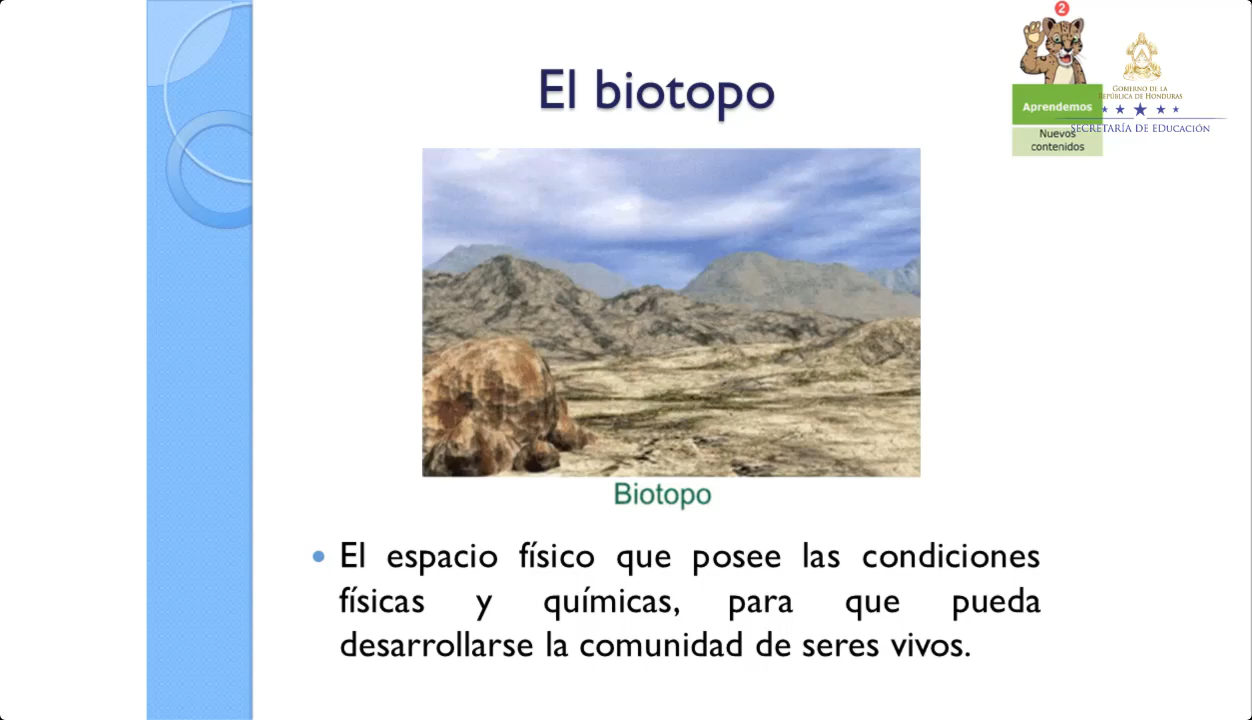 El biotopo
2
Aprendemos
Nuevos
contenidos
GOBIERNO DE LA
REPÚBLICA DE HONDURAS
SECRETARÍA DE EDUCACIÓN
Biotopo
• El espacio físico que posee las condiciones
físicas y químicas, para que pueda
desarrollarse la comunidad de seres vivos.